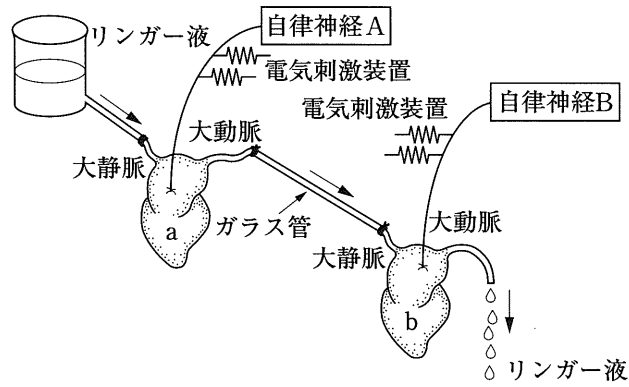 リンガー液
自律神経A
電気刺激装置
電気刺激装置
自律神経B
大動脈
大静脈
a
ガラス管
大動脈
大静脈
b
リンガー液